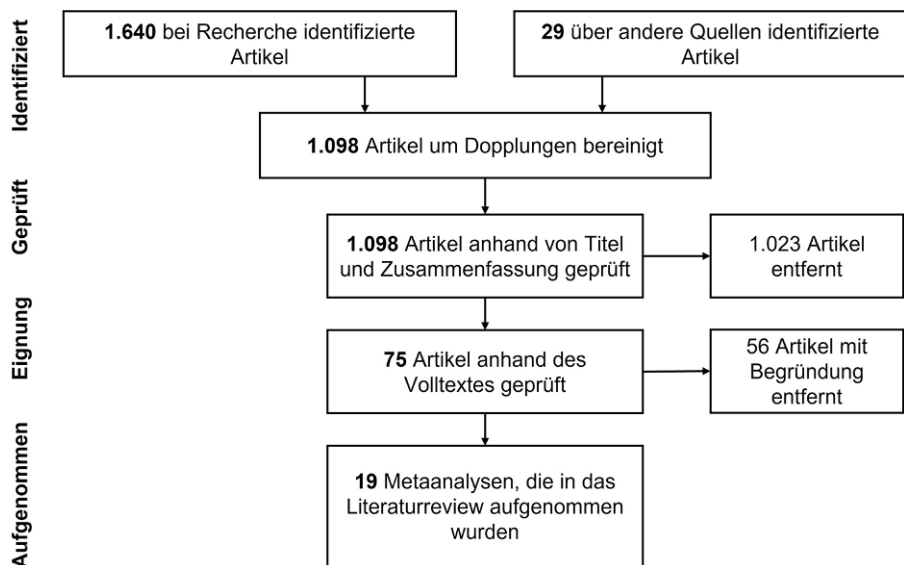 Identifiziert
1.640 bei Recherche identifizierte
Artikel
29 über andere Quellen identifizierte
Artikel
1.098 Artikel um Dopplungen bereinigt
Geprüft
1.098 Artikel anhand von Titel
und Zusammenfassung geprüft
1.023 Artikel
entfernt
Eignung
75 Artikel anhand des
Volltextes geprüft
56 Artikel mit
Begründung
entfernt
Aufgenommen
19 Metaanalysen, die in das
Literaturreview aufgenommen
wurden